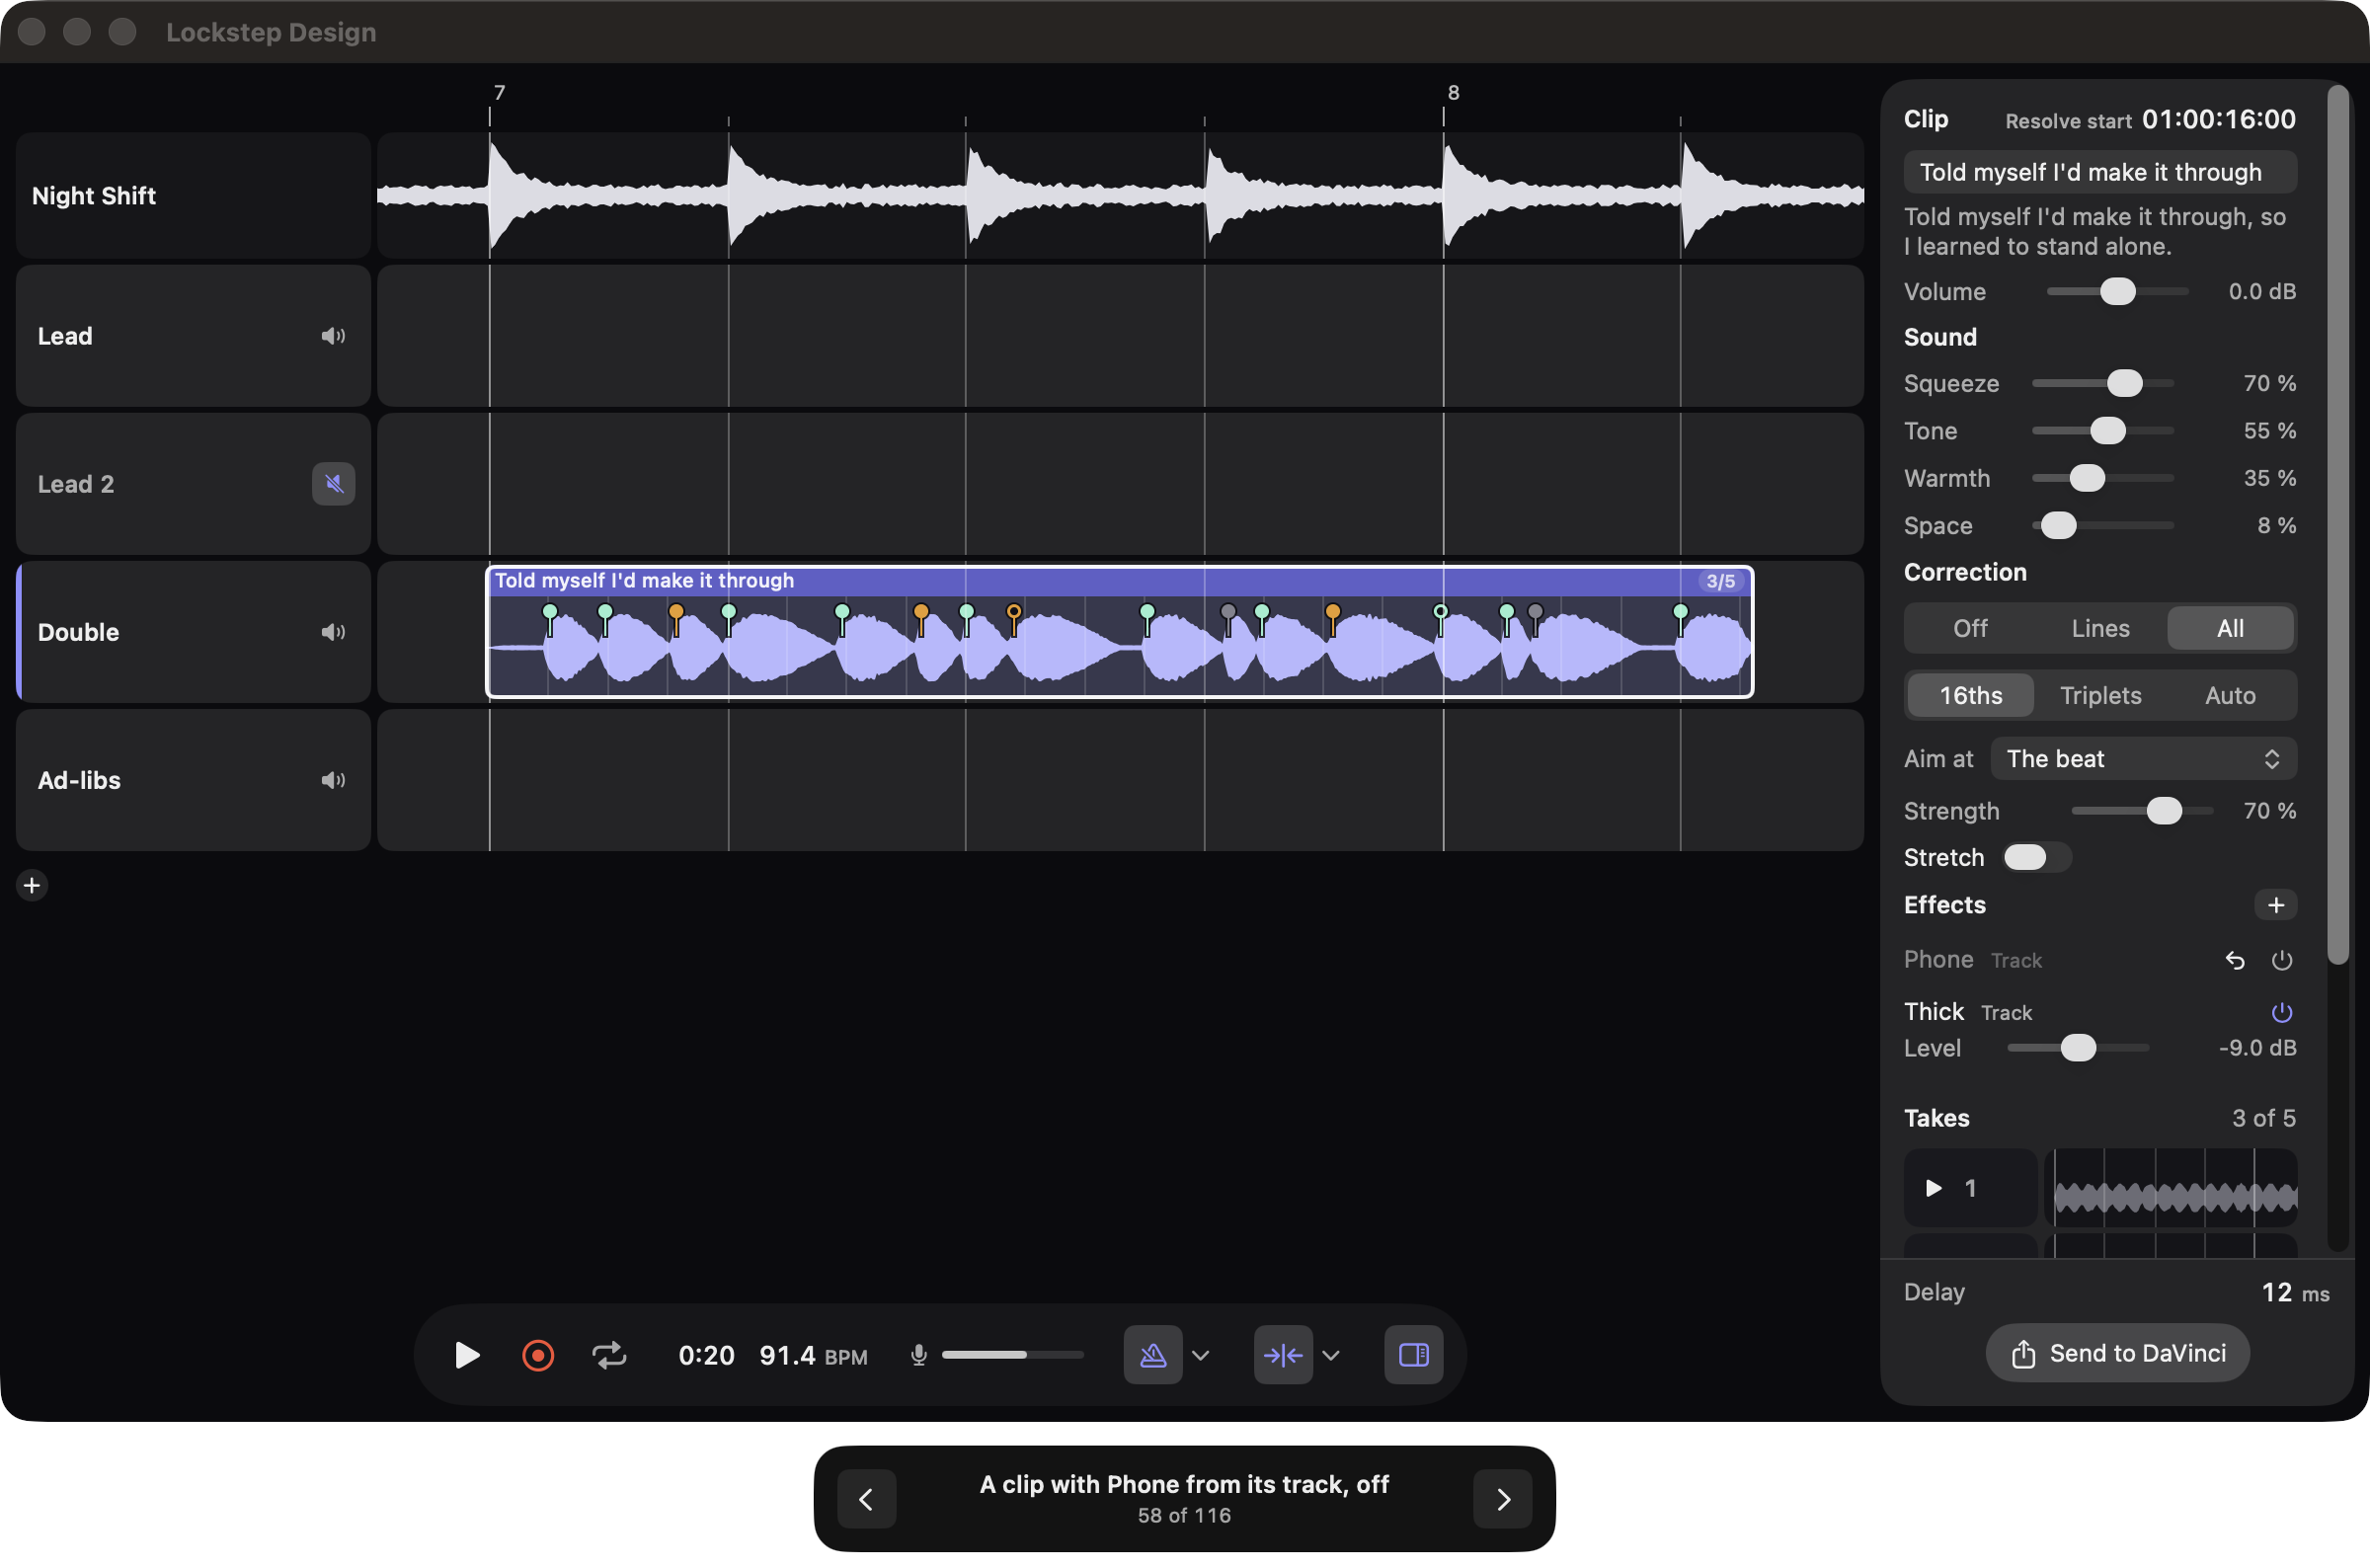 Lockstep Design
7
8
Night Shift
Lead
Lead 2
Double
Told myself I'd make it through
3/5
Ad-libs
0:20
91.4 BPM
Clip
Resolve start 01:00:16:00
Told myself I'd make it through
Told myself I'd make it through, so
I learned to stand alone.
Volume 0.0 dB
Sound
Squeeze 70 %
Tone 55 %
Warmth 35 %
Space 8 %
Correction
Off Lines All
16ths Triplets Auto
Aim at The beat
Strength 70 %
Stretch
Effects
Phone Track
Thick Track
Level -9.0 dB
Takes 3 of 5
1
Delay 12 ms
Send to DaVinci
A clip with Phone from its track, off
58 of 116